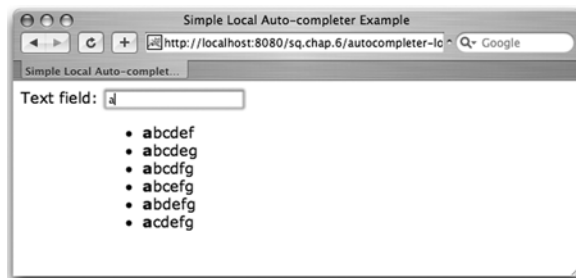 Simple Local Auto-completer Example
http://localhost:8080/sq.chap.6/autocompleter-lo
Google
Simple Local Auto-complet...
Text field: a
• abcdef
• abcdeg
• abcdfg
• abcefg
• abdefg
• acdefg